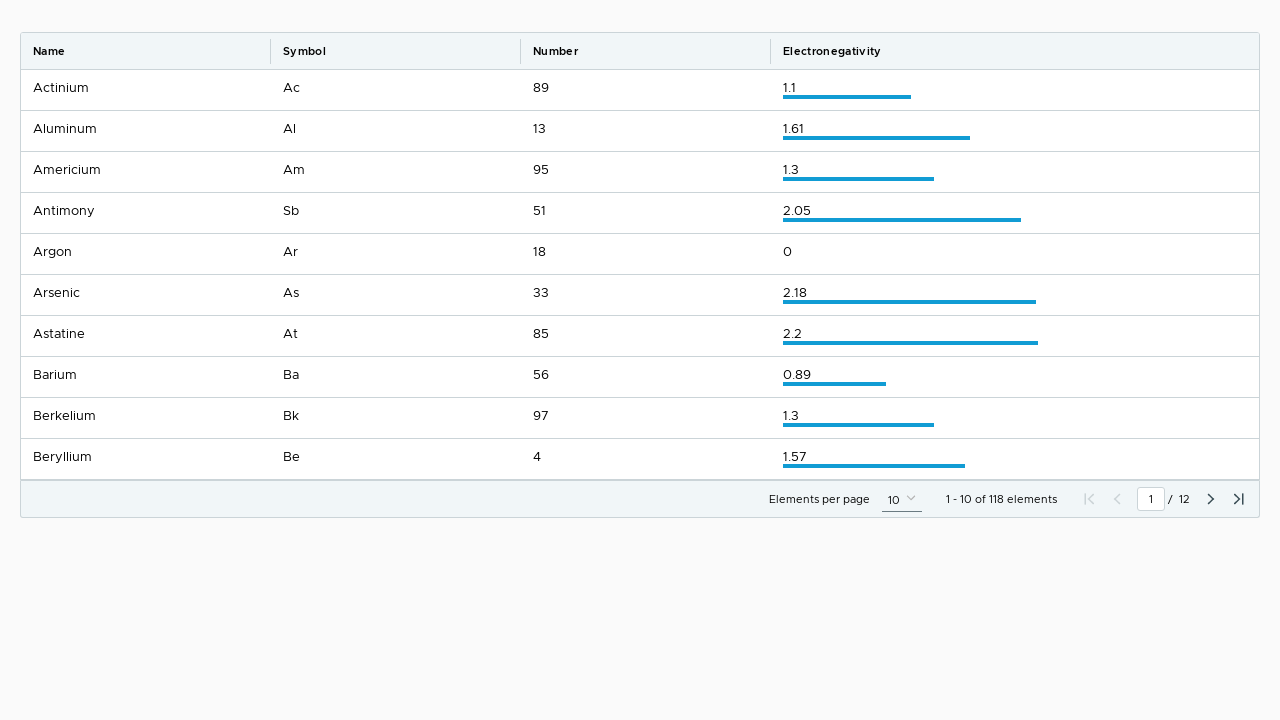 Name Symbol Number Electronegativity
Actinium Ac 89 1.1
Aluminum Al 13 1.61
Americium Am 95 1.3
Antimony Sb 51 2.05
Argon Ar 18 0
Arsenic As 33 2.18
Astatine At 85 2.2
Barium Ba 56 0.89
Berkelium Bk 97 1.3
Beryllium Be 4 1.57
Elements per page 10 1 - 10 of 118 elements 1 / 12